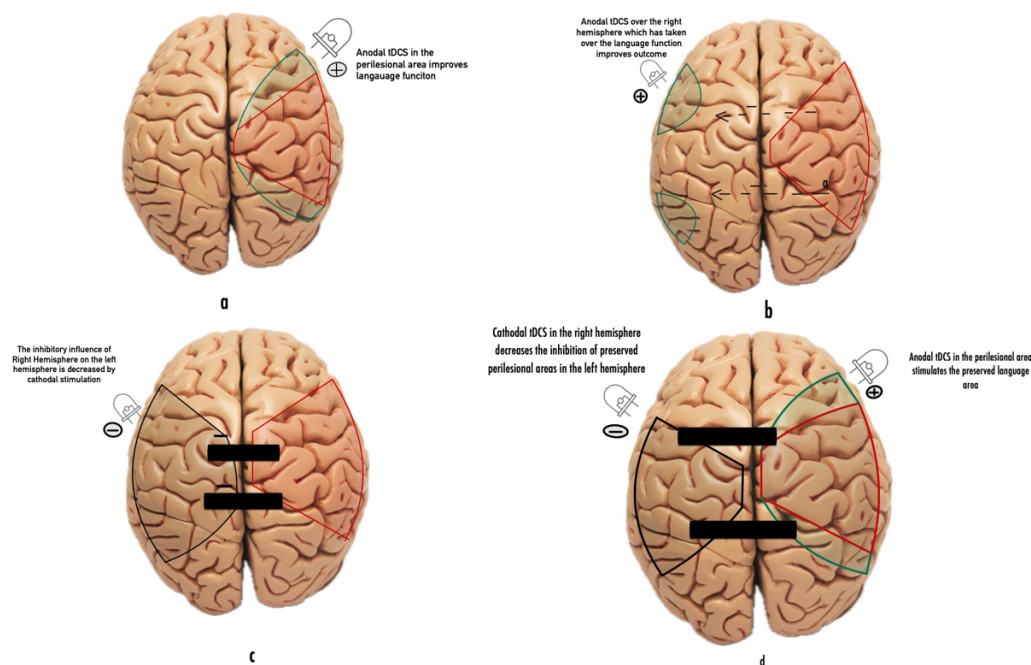 Anodal tDCS in the
perilesional area improves
langauage funciton
+
a
Anodal tDCS over the right
hemisphere which has taken
over the language function
improves outcome
+
a
b
The inhibitory influence of
Right Hemisphere on the left
hemisphere is decreased by
cathodal stimulation
−
c
Cathodal tDCS in the right hemisphere
decreases the inhibition of preserved
perilesional areas in the left hemisphere
−
Anodal tDCS in the perilesional area
stimulates the preserved language
area
+
d